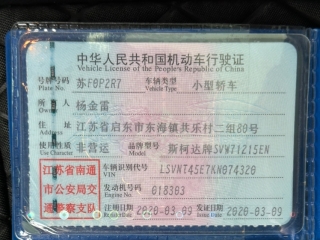 中华人民共和国机动车行驶证
Vehicle License of the People's Republic of China
号牌号码 苏F0P2R7 车辆类型 小型轿车
Plate No. Vehicle Type
所有人 杨金雷
Owner
住址 江苏省启东市东海镇共乐村二组80号
Address
使用性质 非营运 品牌型号 斯柯达牌SVW71215EN
Use Character Model
江苏省南通
市公安局交
通警察支队
车辆识别代号 LSVNT45E7KN074320
VIN
发动机号码 018303
Engine No.
注册日期 2020-03-09 发证日期 2020-03-09